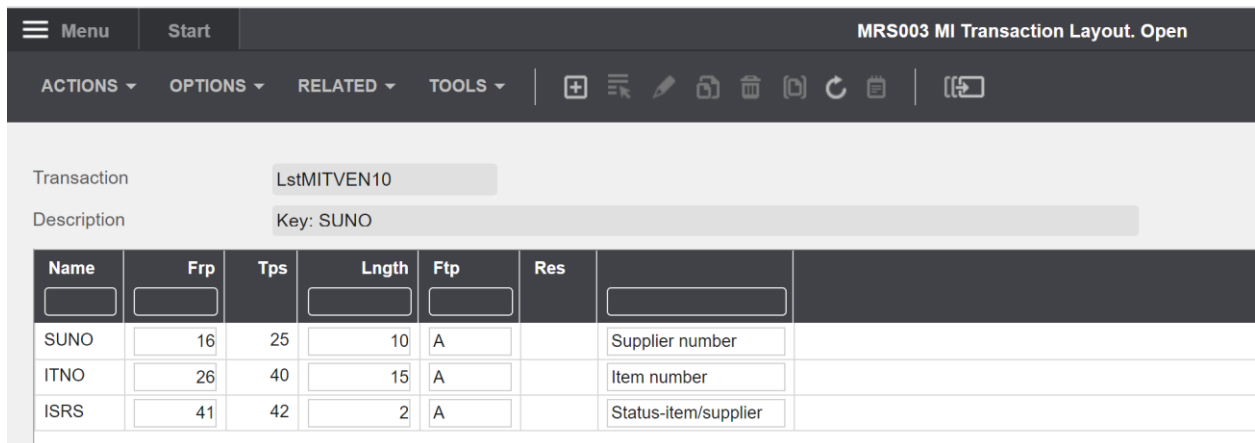 Menu Start MRS003 MI Transaction Layout. Open
ACTIONS OPTIONS RELATED TOOLS
Transaction LstMITVEN10
Description Key: SUNO
Name Frp Tps Lngth Ftp Res
SUNO 16 25 10 A Supplier number
ITNO 26 40 15 A Item number
ISRS 41 42 2 A Status-item/supplier